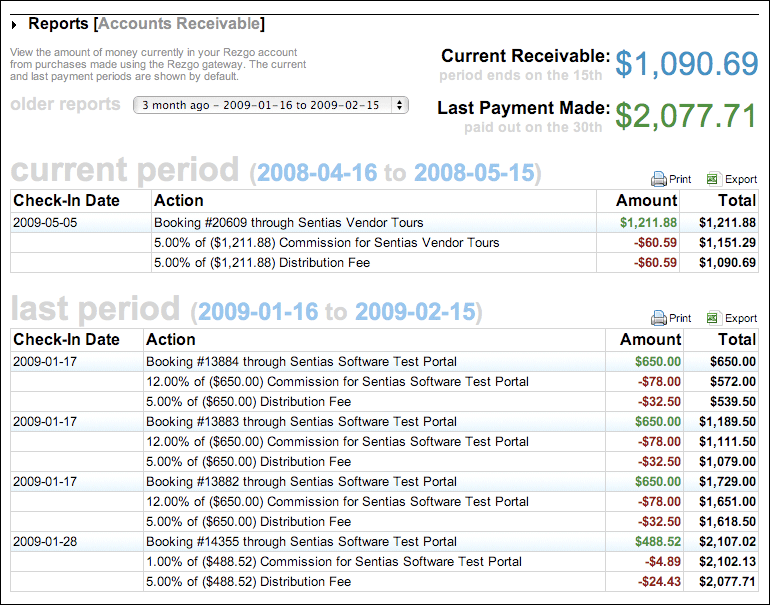 Reports [Accounts Receivable]
View the amount of money currently in your Rezgo account
from purchases made using the Rezgo gateway. The current
and last payment periods are shown by default.
Current Receivable: $1,090.69
period ends on the 15th
older reports 3 month ago - 2009-01-16 to 2009-02-15
Last Payment Made: $2,077.71
paid out on the 30th
current period (2008-04-16 to 2008-05-15) Print Export
Check-In Date Action Amount Total
2009-05-05 Booking #20609 through Sentias Vendor Tours $1,211.88 $1,211.88
5.00% of ($1,211.88) Commission for Sentias Vendor Tours -$60.59 $1,151.29
5.00% of ($1,211.88) Distribution Fee -$60.59 $1,090.69
last period (2009-01-16 to 2009-02-15) Print Export
Check-In Date Action Amount Total
2009-01-17 Booking #13884 through Sentias Software Test Portal $650.00 $650.00
12.00% of ($650.00) Commission for Sentias Software Test Portal -$78.00 $572.00
5.00% of ($650.00) Distribution Fee -$32.50 $539.50
2009-01-17 Booking #13883 through Sentias Software Test Portal $650.00 $1,189.50
12.00% of ($650.00) Commission for Sentias Software Test Portal -$78.00 $1,111.50
5.00% of ($650.00) Distribution Fee -$32.50 $1,079.00
2009-01-17 Booking #13882 through Sentias Software Test Portal $650.00 $1,729.00
12.00% of ($650.00) Commission for Sentias Software Test Portal -$78.00 $1,651.00
5.00% of ($650.00) Distribution Fee -$32.50 $1,618.50
2009-01-28 Booking #14355 through Sentias Software Test Portal $488.52 $2,107.02
1.00% of ($488.52) Commission for Sentias Software Test Portal -$4.89 $2,102.13
5.00% of ($488.52) Distribution Fee -$24.43 $2,077.71